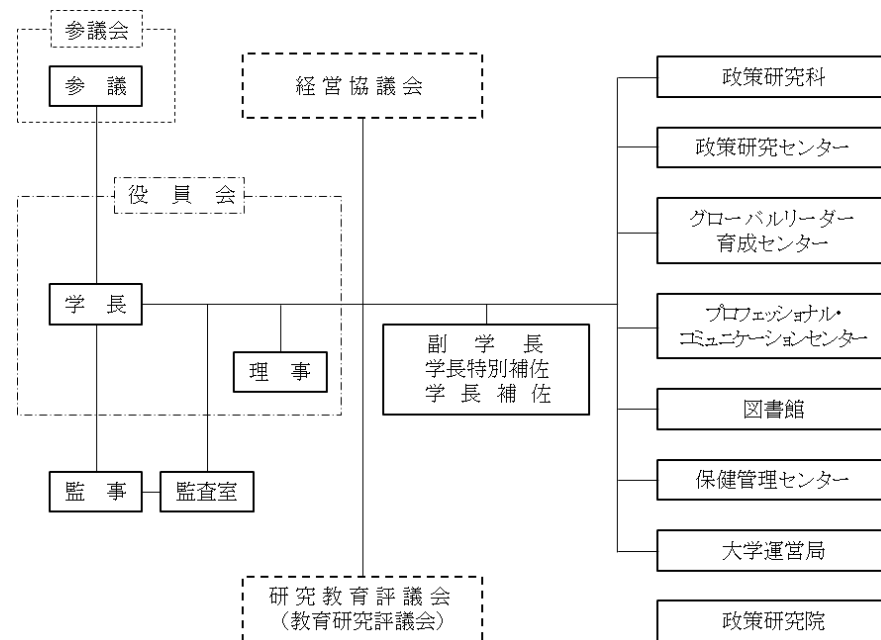 参議会
参議
経営協議会
役員会
学長
理事
監事
監査室
副学長
学長特別補佐
学長補佐
研究教育評議会
（教育研究評議会）
政策研究科
政策研究センター
グローバルリーダー
育成センター
プロフェッショナル・
コミュニケーションセンター
図書館
保健管理センター
大学運営局
政策研究院